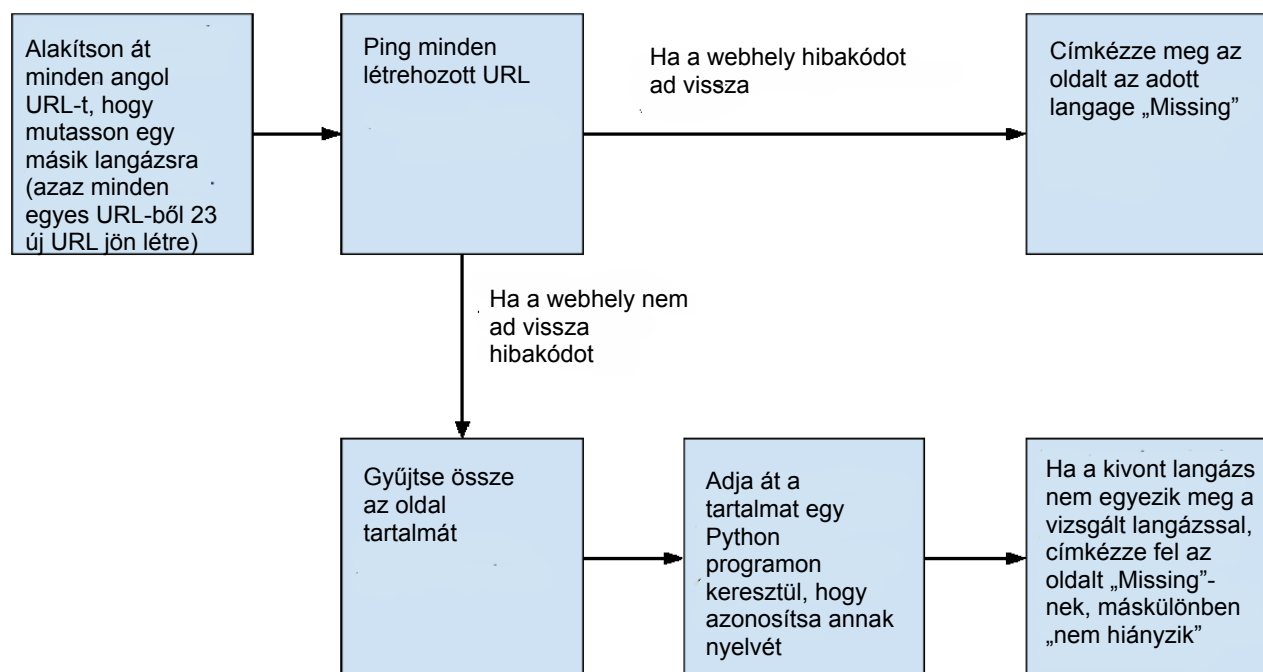 Alakítson át
minden angol
URL-t, hogy
mutasson egy
másik langázsra
(azaz minden
egyes URL-ből 23
új URL jön létre)
Ping minden
létrehozott URL
Ha a webhely hibakódot
ad vissza
Címkézze meg az
oldalt az adott
langage „Missing”
Ha a webhely nem
ad vissza
hibakódot
Gyűjtse össze
az oldal
tartalmát
Adja át a
tartalmat egy
Python
programon
keresztül, hogy
azonosítsa annak
nyelvét
Ha a kivont langázs
nem egyezik meg a
vizsgált langázssal,
címkézze fel az
oldalt „Missing”-
nek, máskülönben
„nem hiányzik”